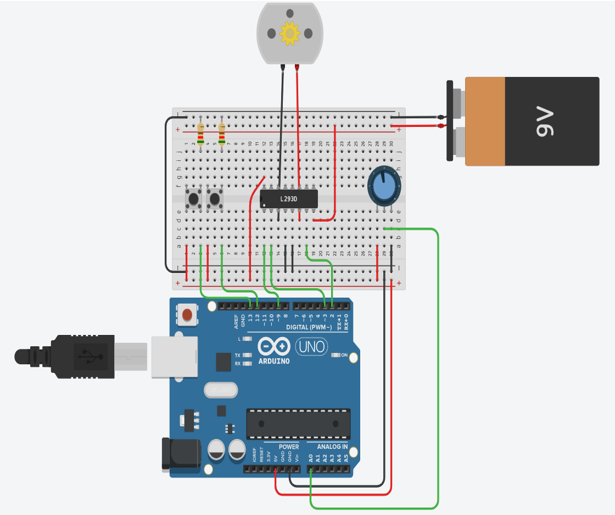 9V
L293D
AREF
GND
13
12
~11
~10
~9
8
7
~6
~5
4
~3
2
TX→1
RX←0
DIGITAL (PWM~)
L
TX
RX
ARDUINO
UNO
ON
POWER
ANALOG IN
IOREF
RESET
3.3V
5V
GND
GND
Vin
A0
A1
A2
A3
A4
A5